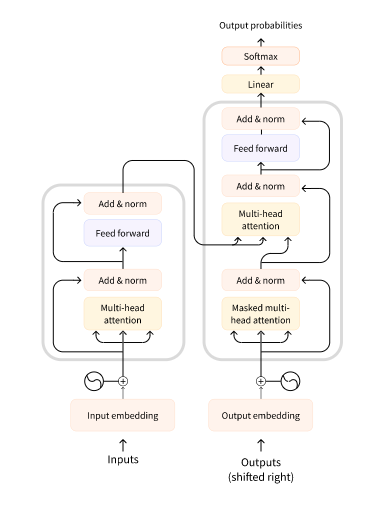 Output probabilities
Softmax
Linear
Add & norm
Feed forward
Add & norm
Multi-head
attention
Add & norm
Masked multi-
head attention
Output embedding
Outputs
(shifted right)
Add & norm
Feed forward
Add & norm
Multi-head
attention
Input embedding
Inputs